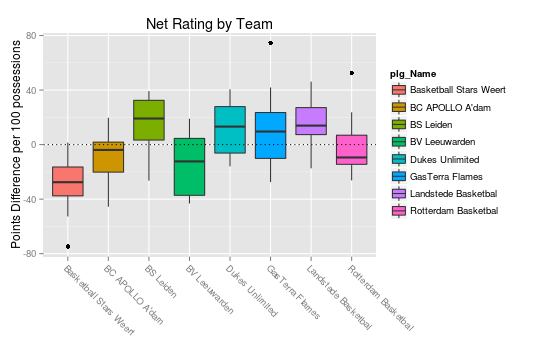 Net Rating by Team
Points Difference per 100 possessions
80
40
0
-40
-80
Basketball Stars Weert
BC APOLLO A'dam
BS Leiden
BV Leeuwarden
Dukes Unlimited
GasTerra Flames
Landstede Basketbal
Rotterdam Basketbal
plg_Name
Basketball Stars Weert
BC APOLLO A'dam
BS Leiden
BV Leeuwarden
Dukes Unlimited
GasTerra Flames
Landstede Basketbal
Rotterdam Basketbal